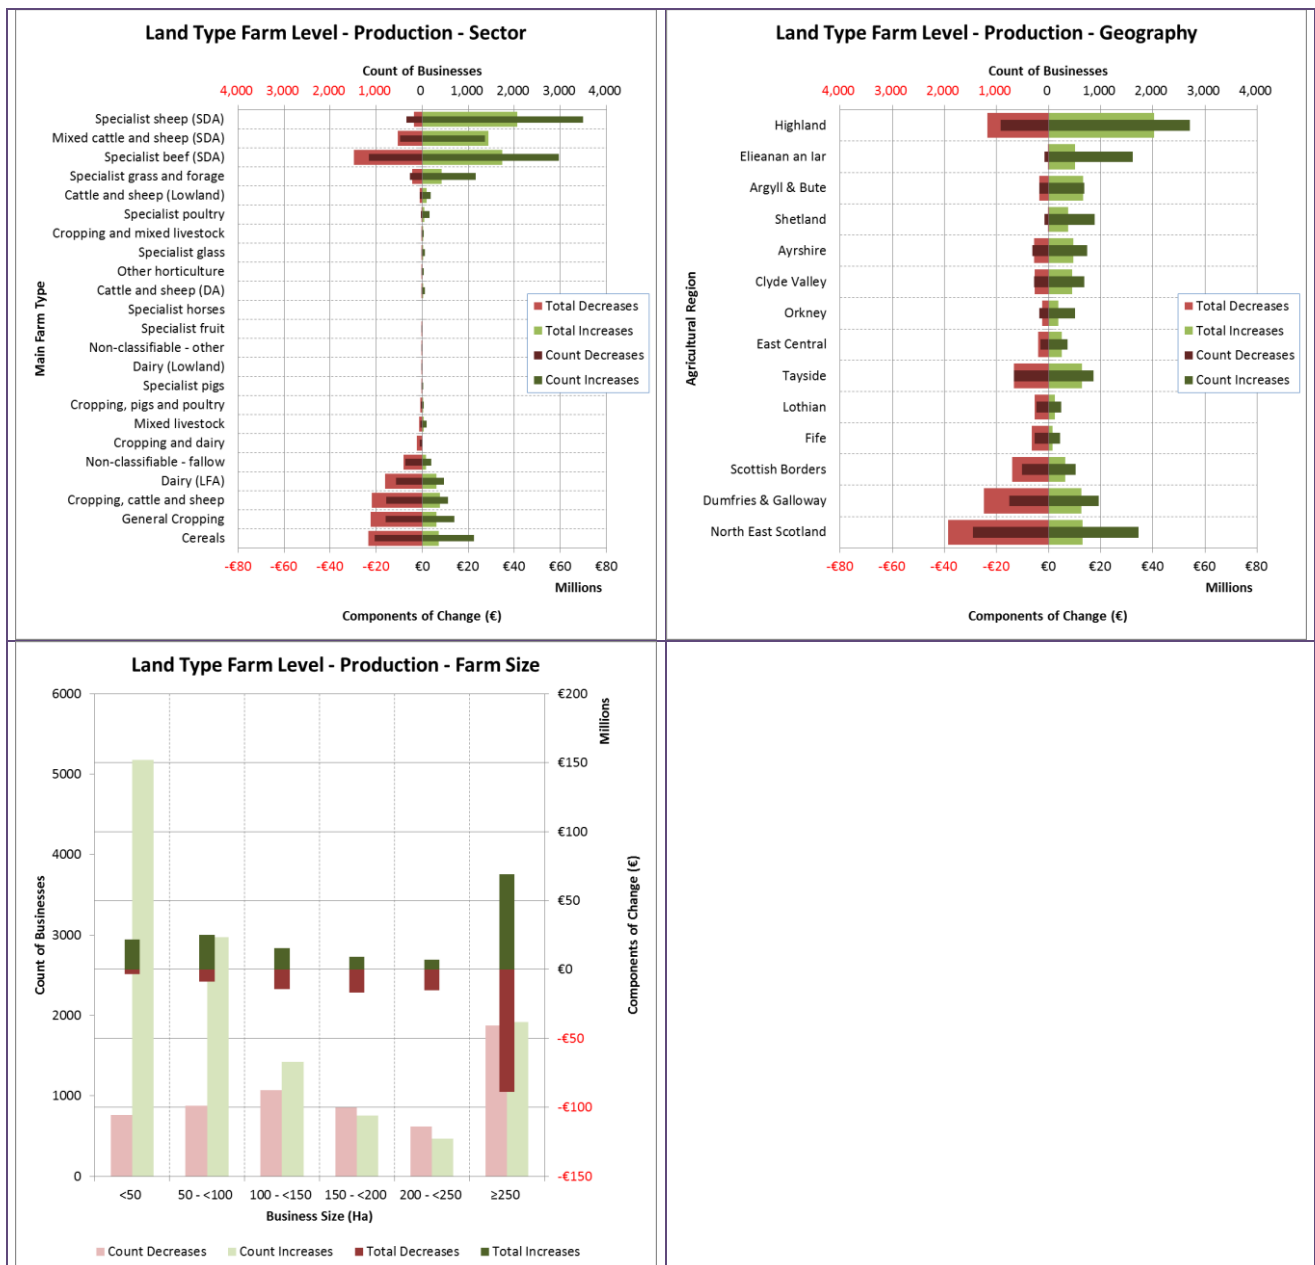 Land Type Farm Level - Production - Sector
Count of Businesses
4,000 3,000 2,000 1,000 0 1,000 2,000 3,000 4,000
Main Farm Type
Specialist sheep (SDA)
Mixed cattle and sheep (SDA)
Specialist beef (SDA)
Specialist grass and forage
Cattle and sheep (Lowland)
Specialist poultry
Cropping and mixed livestock
Specialist glass
Other horticulture
Cattle and sheep (DA)
Specialist horses
Specialist fruit
Non-classifiable - other
Dairy (Lowland)
Specialist pigs
Cropping, pigs and poultry
Mixed livestock
Cropping and dairy
Non-classifiable - fallow
Dairy (LFA)
Cropping, cattle and sheep
General Cropping
Cereals
Total Decreases
Total Increases
Count Decreases
Count Increases
-€80 -€60 -€40 -€20 €0 €20 €40 €60 €80
Millions
Components of Change (€)
Land Type Farm Level - Production - Geography
Count of Businesses
4,000 3,000 2,000 1,000 0 1,000 2,000 3,000 4,000
Agricultural Region
Highland
Elieanan an Iar
Argyll & Bute
Shetland
Ayrshire
Clyde Valley
Orkney
East Central
Tayside
Lothian
Fife
Scottish Borders
Dumfries & Galloway
North East Scotland
Total Decreases
Total Increases
Count Decreases
Count Increases
-€80 -€60 -€40 -€20 €0 €20 €40 €60 €80
Millions
Components of Change (€)
Land Type Farm Level - Production - Farm Size
Count of Businesses
6000
5000
4000
3000
2000
1000
0
€200
€150
€100
€50
€0
-€50
-€100
-€150
Millions
Components of Change (€)
<50 50 - <100 100 - <150 150 - <200 200 - <250 ≥250
Business Size (Ha)
Count Decreases Count Increases Total Decreases Total Increases